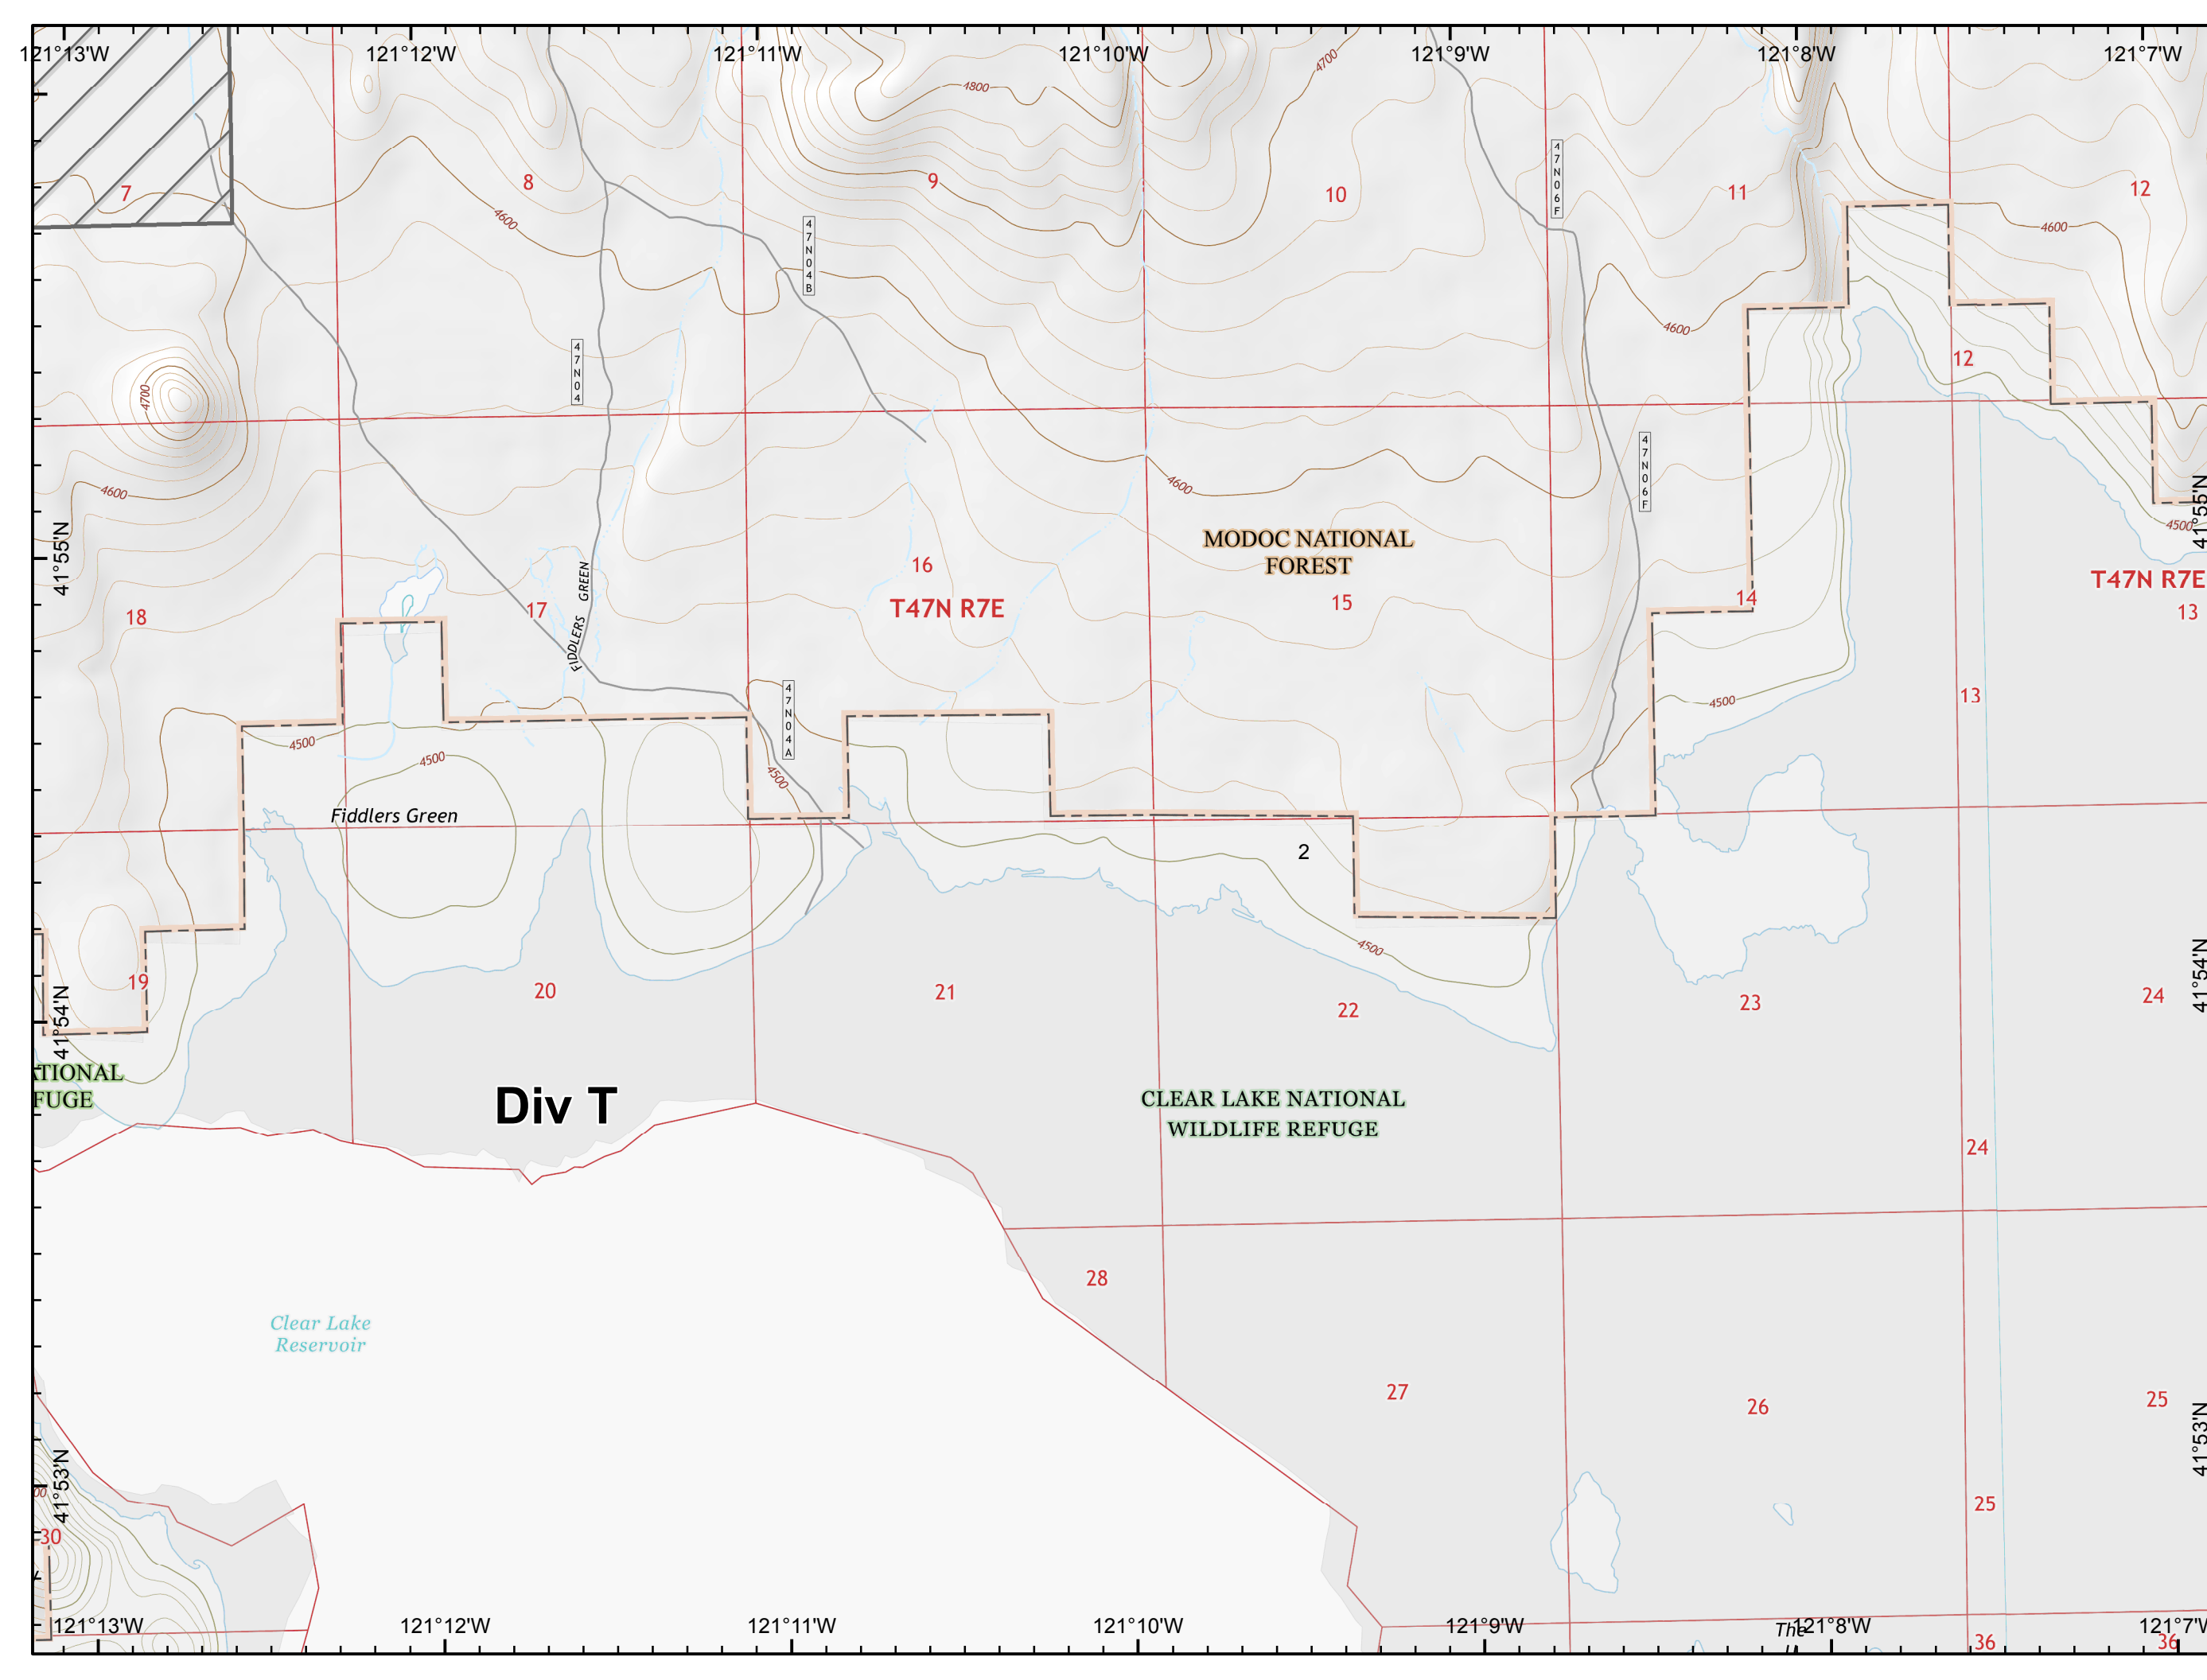 121°13'W 121°12'W 121°11'W 121°10'W 121°9'W 121°8'W 121°7'W
4700
4800
7 8 9 10 11 12
47N06F
4600
4600
47N04B
4600
12
47N04
4700
4600
4600
47N06F
41°55'N
41°55'N
4500
MODOC NATIONAL
FOREST
16
T47N R7E
T47N R7E
18
17
FIDDLERS GREEN
15
14
13
13
47N04A
4500
4500
4500
4500
Fiddlers Green
2
4500
19
20
21
22
23
24
41°54'N
41°54'N
ATIONAL
FUGE
Div T
CLEAR LAKE NATIONAL
WILDLIFE REFUGE
24
28
Clear Lake
Reservoir
27
26
25
41°53'N
41°53'N
00
25
30
121°13'W 121°12'W 121°11'W 121°10'W 121°9'W 121°8'W 121°7'W
The
36
36